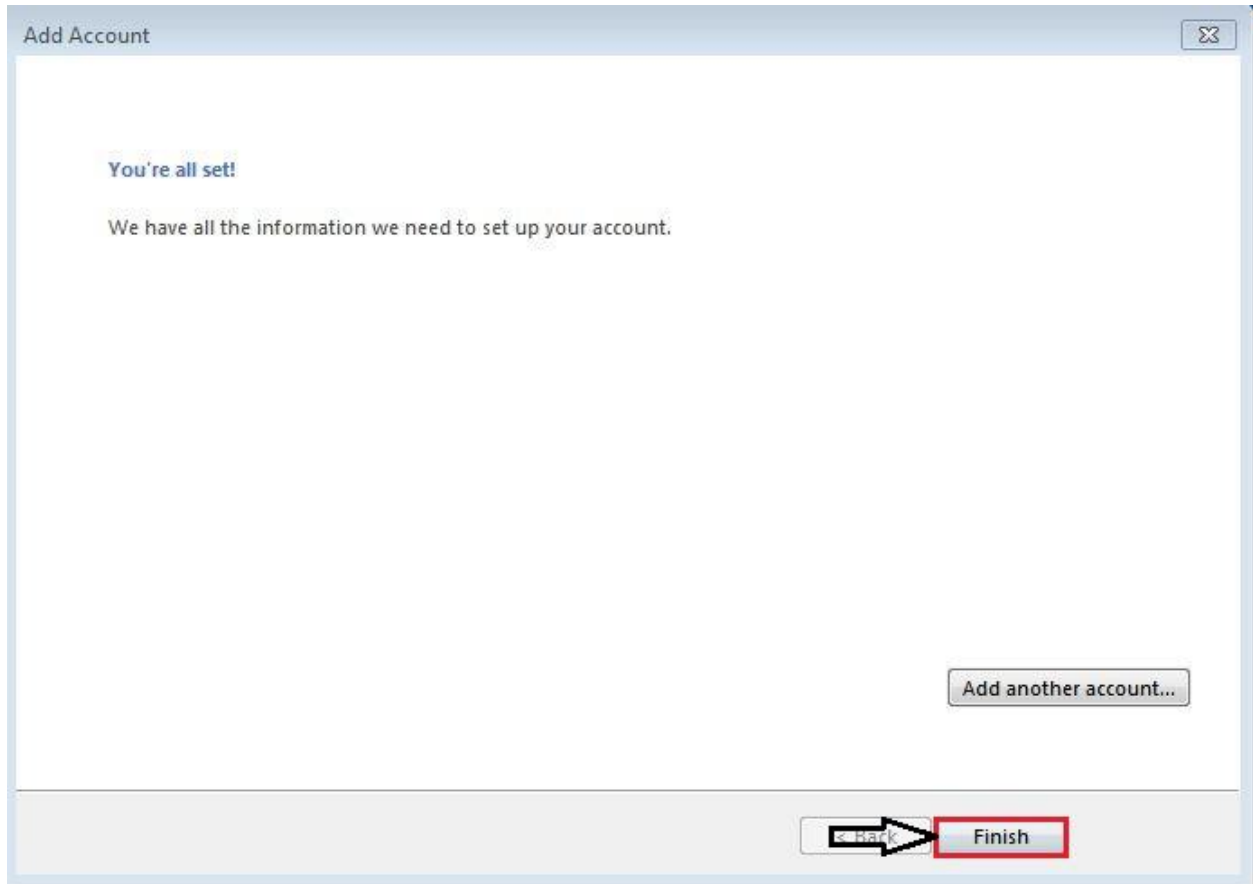 Add Account
You're all set!
We have all the information we need to set up your account.
Add another account...
< Back
Finish